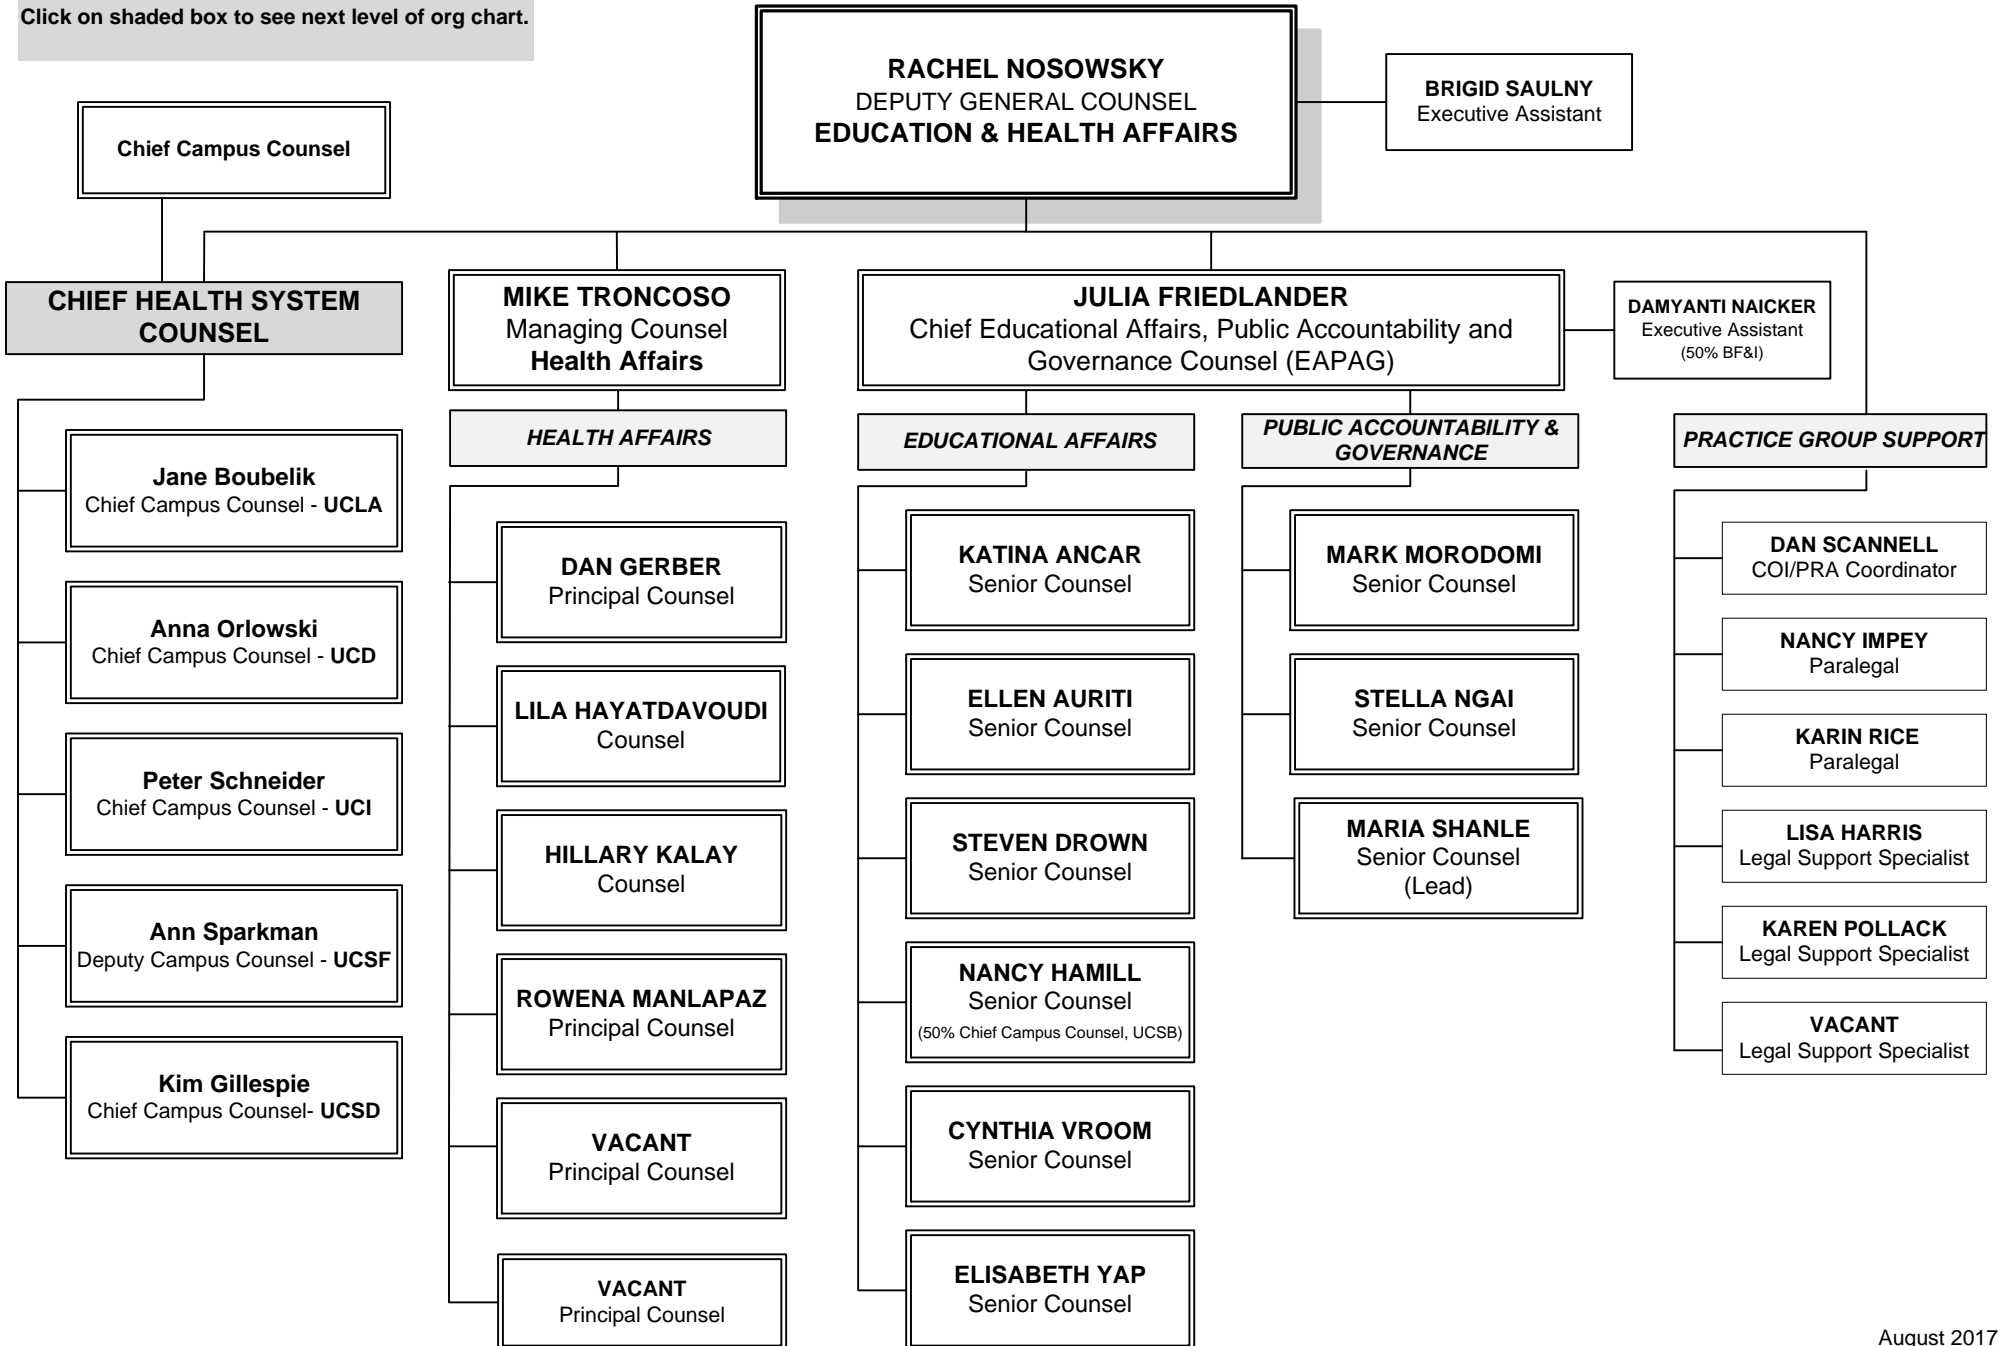 Click on shaded box to see next level of org chart.
RACHEL NOSOWSKY
DEPUTY GENERAL COUNSEL
EDUCATION & HEALTH AFFAIRS
BRIGID SAULNY
Executive Assistant
Chief Campus Counsel
CHIEF HEALTH SYSTEM
COUNSEL
Jane Boubelik
Chief Campus Counsel - UCLA
Anna Orlowski
Chief Campus Counsel - UCD
Peter Schneider
Chief Campus Counsel - UCI
Ann Sparkman
Deputy Campus Counsel - UCSF
Kim Gillespie
Chief Campus Counsel- UCSD
MIKE TRONCOSO
Managing Counsel
Health Affairs
HEALTH AFFAIRS
DAN GERBER
Principal Counsel
LILA HAYATDAVOUDI
Counsel
HILLARY KALAY
Counsel
ROWENA MANLAPAZ
Principal Counsel
VACANT
Principal Counsel
VACANT
Principal Counsel
JULIA FRIEDLANDER
Chief Educational Affairs, Public Accountability and
Governance Counsel (EAPAG)
DAMYANTI NAICKER
Executive Assistant
(50% BF&I)
EDUCATIONAL AFFAIRS
KATINA ANCAR
Senior Counsel
ELLEN AURITI
Senior Counsel
STEVEN DROWN
Senior Counsel
NANCY HAMILL
Senior Counsel
(50% Chief Campus Counsel, UCSB)
CYNTHIA VROOM
Senior Counsel
ELISABETH YAP
Senior Counsel
PUBLIC ACCOUNTABILITY &
GOVERNANCE
MARK MORODOMI
Senior Counsel
STELLA NGAI
Senior Counsel
MARIA SHANLE
Senior Counsel
(Lead)
PRACTICE GROUP SUPPORT
DAN SCANNELL
COI/PRA Coordinator
NANCY IMPEY
Paralegal
KARIN RICE
Paralegal
LISA HARRIS
Legal Support Specialist
KAREN POLLACK
Legal Support Specialist
VACANT
Legal Support Specialist
August 2017